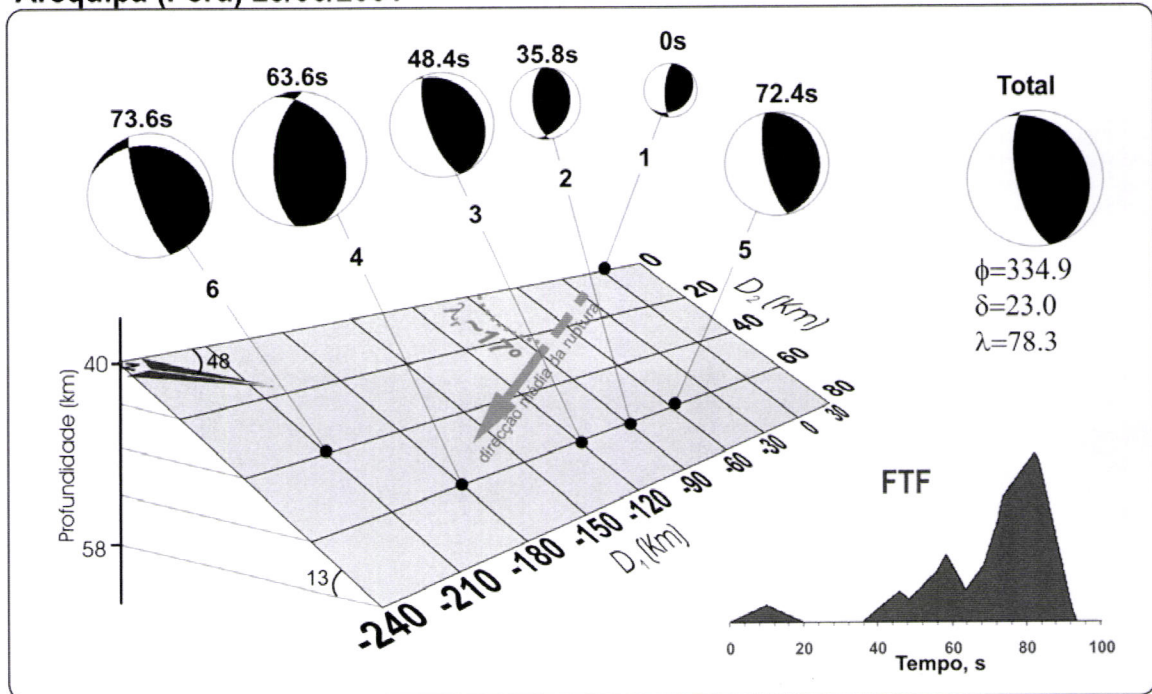 0s
35.8s
48.4s
63.6s
73.6s
72.4s
Total
1
2
3
4
5
6
ϕ=334.9
δ=23.0
λ=78.3
0
20
40
60
80
D₂(Km)
λᵣ ~17º
direcção média da ruptura
48
40
58
Profundidade (km)
13
30
0
-30
-60
-90
-120
-150
-180
-210
-240
D₁(Km)
FTF
0 20 40 60 80 100
Tempo, s